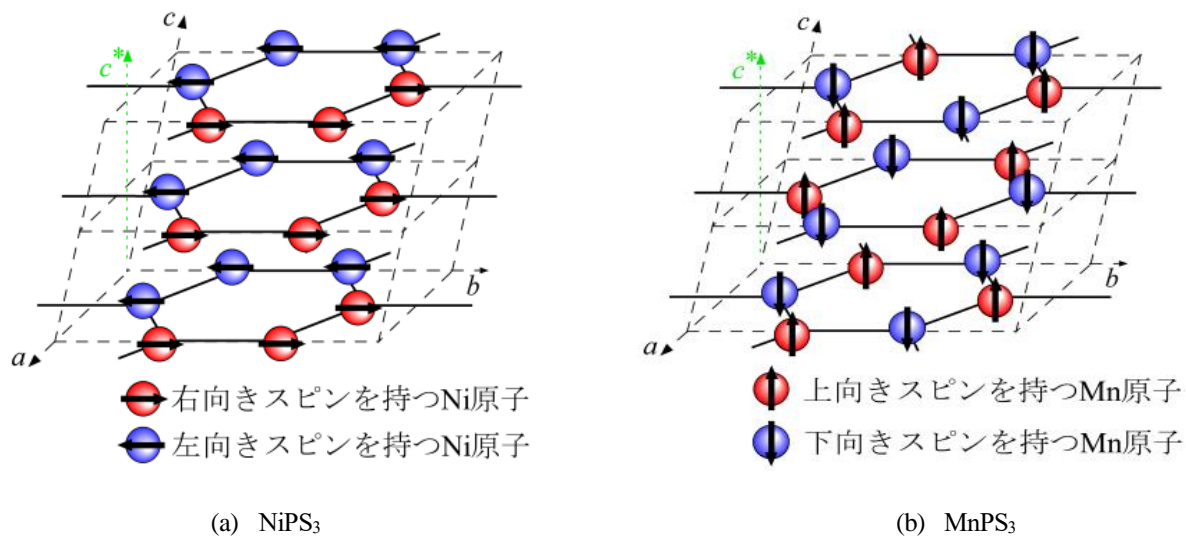 c
c*
b
a
右向きスピンを持つNi原子
左向きスピンを持つNi原子
(a) NiPS₃
c
c*
b
a
上向きスピンを持つMn原子
下向きスピンを持つMn原子
(b) MnPS₃